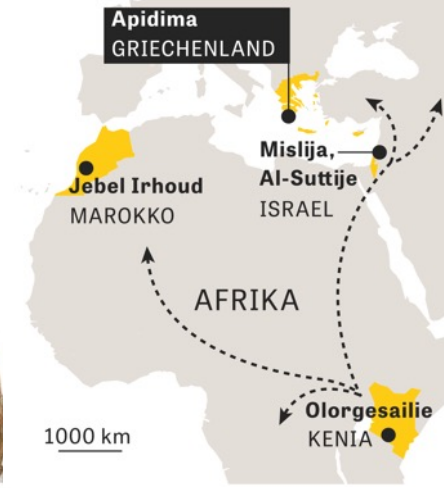 Apidima
GRIECHENLAND
Mislija,
Al-Suttije
ISRAEL
Jebel Irhoud
MAROKKO
AFRIKA
Olorgesailie
KENIA
1000 km